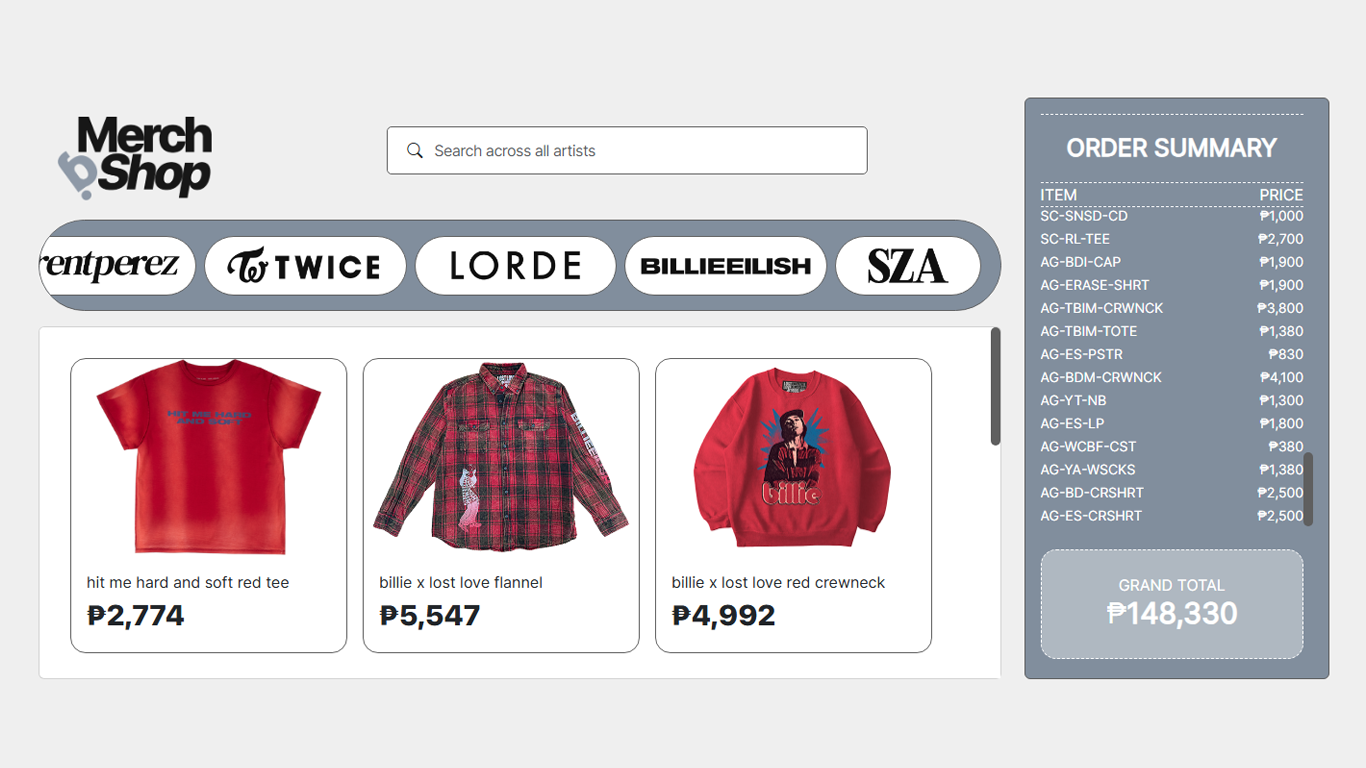 Merch
Shop
Search across all artists
rentperez
TWICE
LORDE
BILLIEEILISH
SZA
HIT ME HARD
AND SOFT
billie
hit me hard and soft red tee
₱2,774
billie x lost love flannel
₱5,547
billie x lost love red crewneck
₱4,992
ORDER SUMMARY
ITEM PRICE
SC-SNSD-CD ₱1,000
SC-RL-TEE ₱2,700
AG-BDI-CAP ₱1,900
AG-ERASE-SHRT ₱1,900
AG-TBIM-CRWNCK ₱3,800
AG-TBIM-TOTE ₱1,380
AG-ES-PSTR ₱830
AG-BDM-CRWNCK ₱4,100
AG-YT-NB ₱1,300
AG-ES-LP ₱1,800
AG-WCBF-CST ₱380
AG-YA-WSCKS ₱1,380
AG-BD-CRSHRT ₱2,500
AG-ES-CRSHRT ₱2,500
GRAND TOTAL
₱148,330